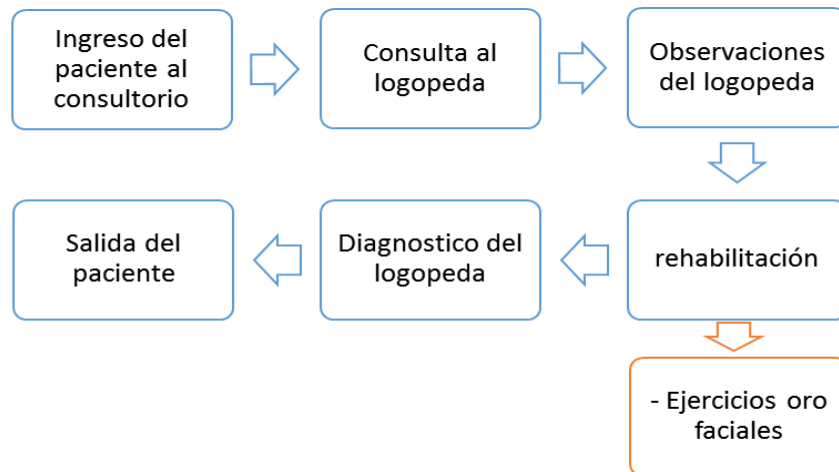 Ingreso del
paciente al
consultorio
Consulta al
logopeda
Observaciones
del logopeda
rehabilitación
Diagnostico del
logopeda
Salida del
paciente
- Ejercicios oro
faciales